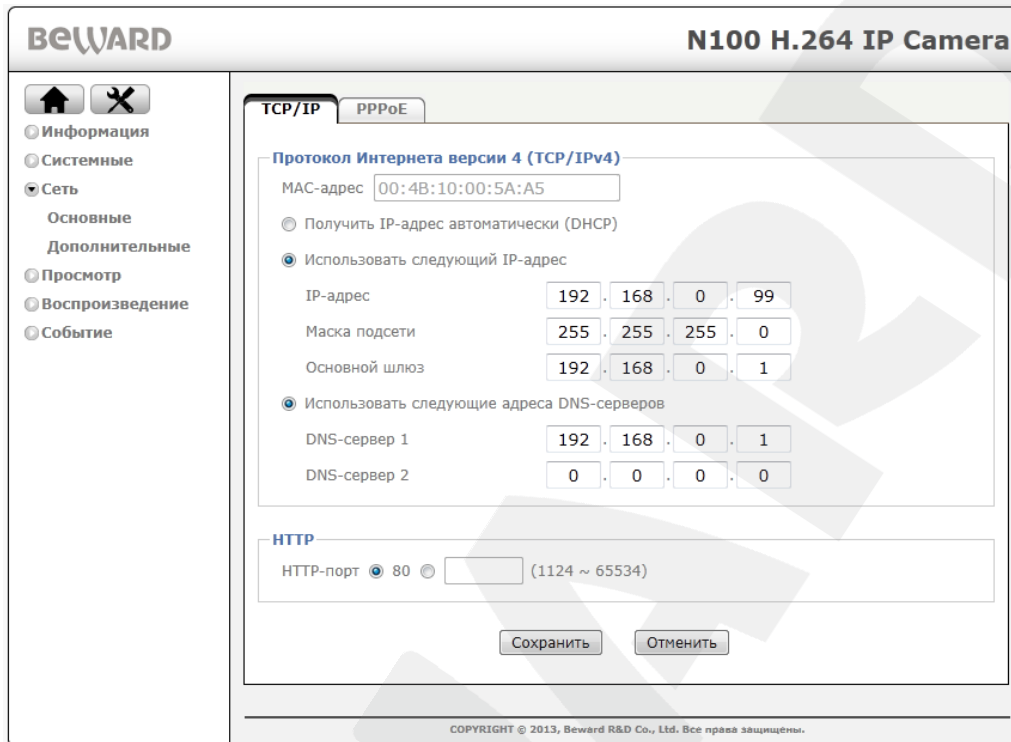 BEWARD
N100 H.264 IP Camera
Информация
Системные
Сеть
Основные
Дополнительные
Просмотр
Воспроизведение
Событие
TCP/IP PPPoE
Протокол Интернета версии 4 (TCP/IPv4)
MAC-адрес 00:4B:10:00:5A:A5
Получить IP-адрес автоматически (DHCP)
Использовать следующий IP-адрес
IP-адрес 192 . 168 . 0 . 99
Маска подсети 255 . 255 . 255 . 0
Основной шлюз 192 . 168 . 0 . 1
Использовать следующие адреса DNS-серверов
DNS-сервер 1 192 . 168 . 0 . 1
DNS-сервер 2 0 . 0 . 0 . 0
HTTP
HTTP-порт 80 (1124 ~ 65534)
Сохранить Отменить
COPYRIGHT © 2013, Beward R&D Co., Ltd. Все права защищены.